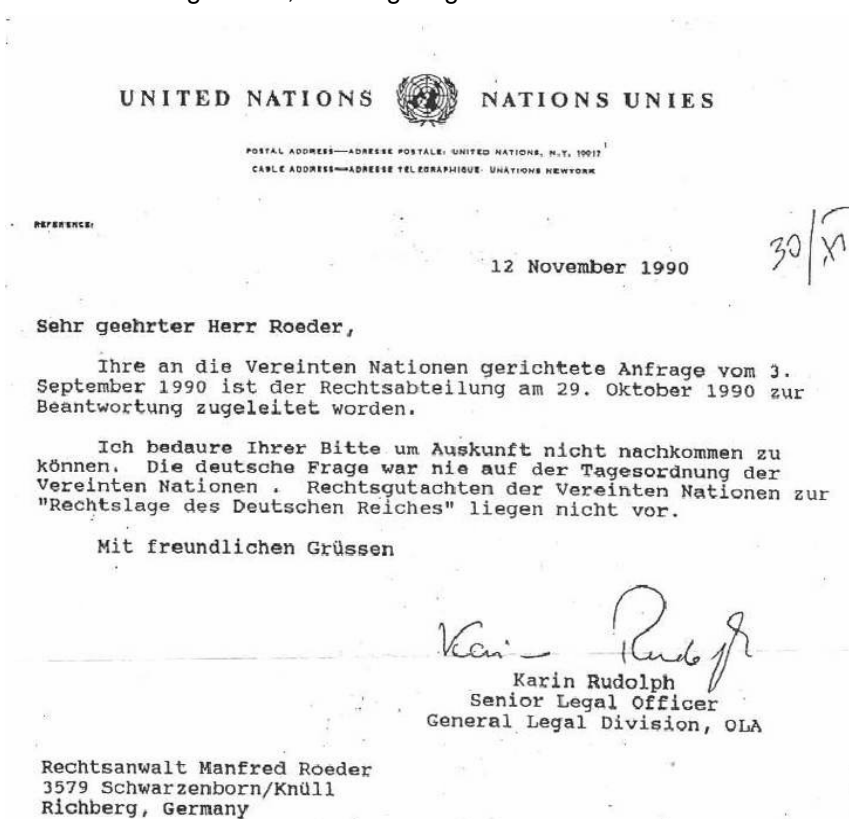 UNITED NATIONS NATIONS UNIES
POSTAL ADDRESS—ADRESSE POSTALE: UNITED NATIONS, N.Y. 10017
CABLE ADDRESS—ADRESSE TELEGRAPHIQUE: UNATIONS NEWYORK
REFERENCE:
30/XI
12 November 1990
Sehr geehrter Herr Roeder,
Ihre an die Vereinten Nationen gerichtete Anfrage vom 3.
September 1990 ist der Rechtsabteilung am 29. Oktober 1990 zur
Beantwortung zugeleitet worden.
Ich bedaure Ihrer Bitte um Auskunft nicht nachkommen zu
können. Die deutsche Frage war nie auf der Tagesordnung der
Vereinten Nationen . Rechtsgutachten der Vereinten Nationen zur
"Rechtslage des Deutschen Reiches" liegen nicht vor.
Mit freundlichen Grüssen
Karin Rudolph
Karin Rudolph
Senior Legal Officer
General Legal Division, OLA
Rechtsanwalt Manfred Roeder
3579 Schwarzenborn/Knüll
Richberg, Germany